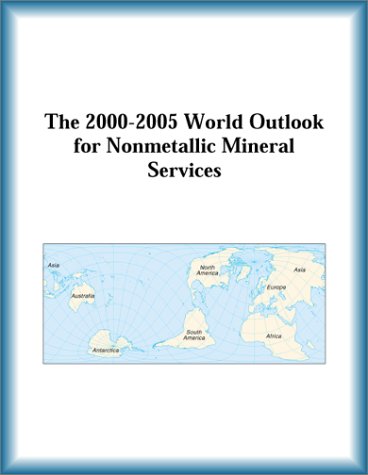 The 2000-2005 World Outlook
for Nonmetallic Mineral
Services
Asia
Australia
Antarctica
North
America
South
America
Asia
Europe
Africa